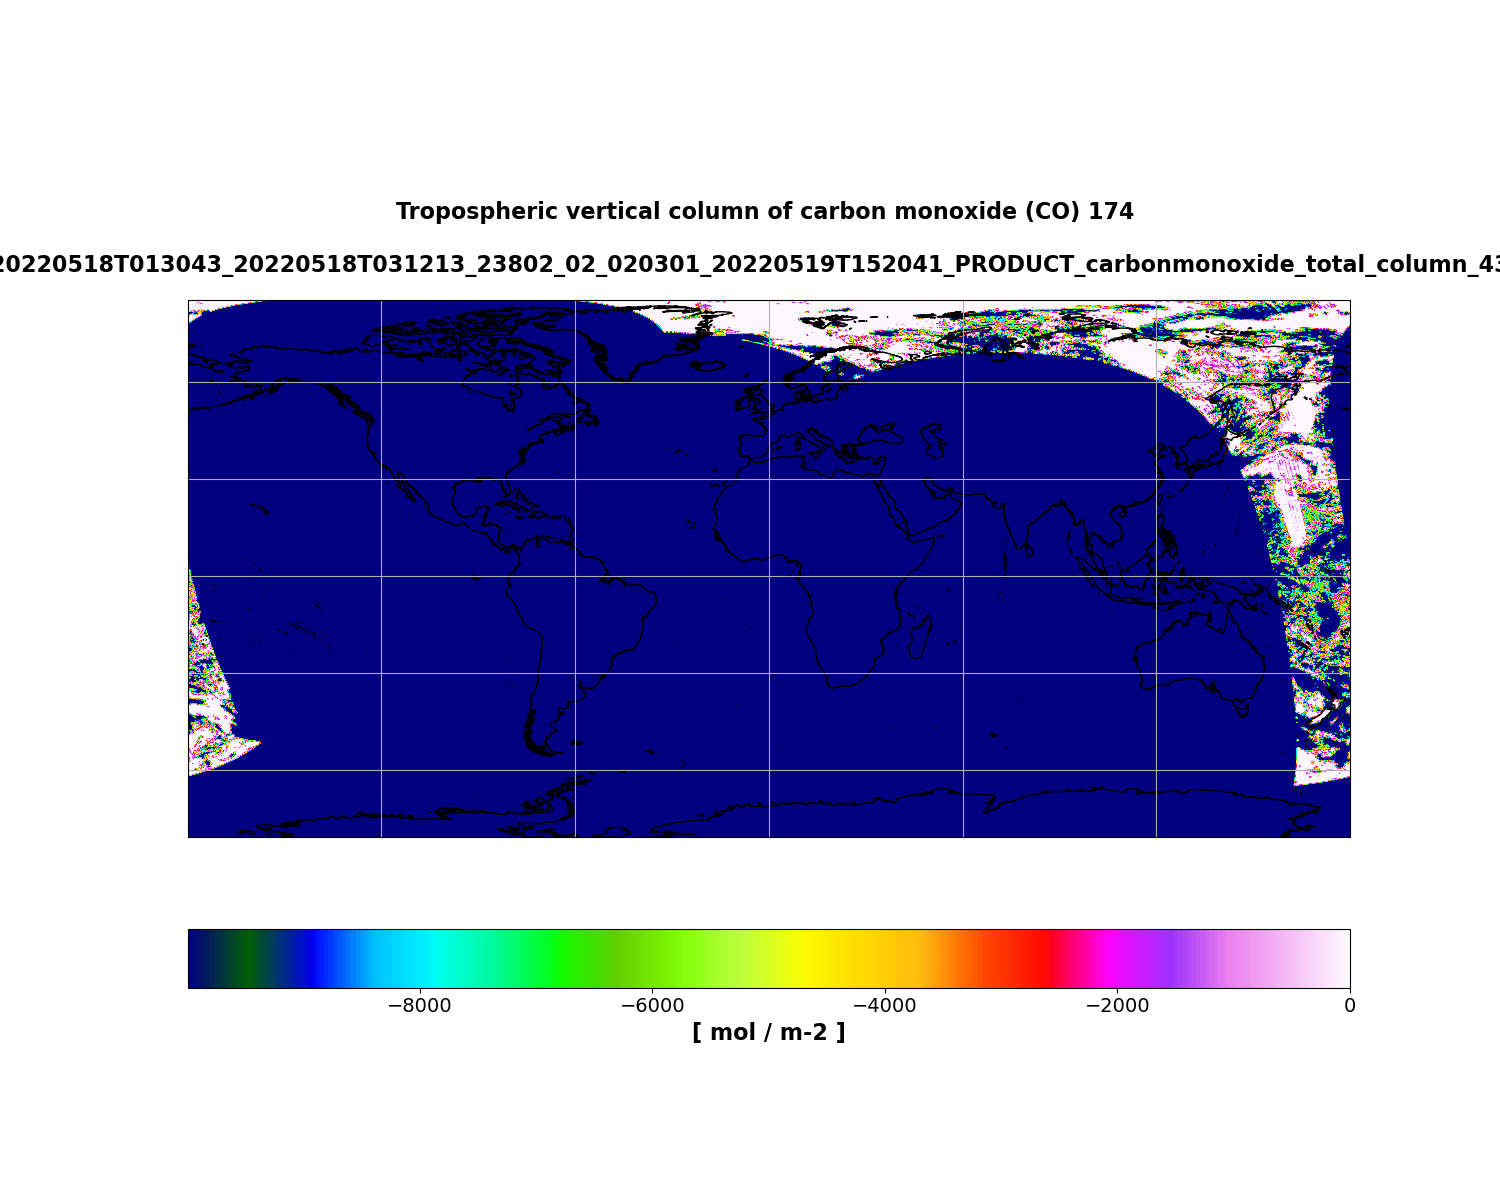 Tropospheric vertical column of carbon monoxide (CO) 174
20220518T013043_20220518T031213_23802_02_020301_20220519T152041_PRODUCT_carbonmonoxide_total_column_43
−8000 −6000 −4000 −2000 0
[ mol / m-2 ]